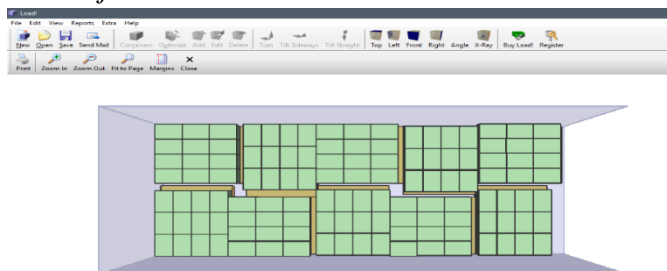 Load!
File Edit View Reports Extra Help
New Open Save Send Mail Containers Optimize Add Edit Delete Turn Tilt Sideways Tilt Straight Top Left Front Right Angle X-Ray Buy Load! Register
Print Zoom In Zoom Out Fit to Page Margins Close